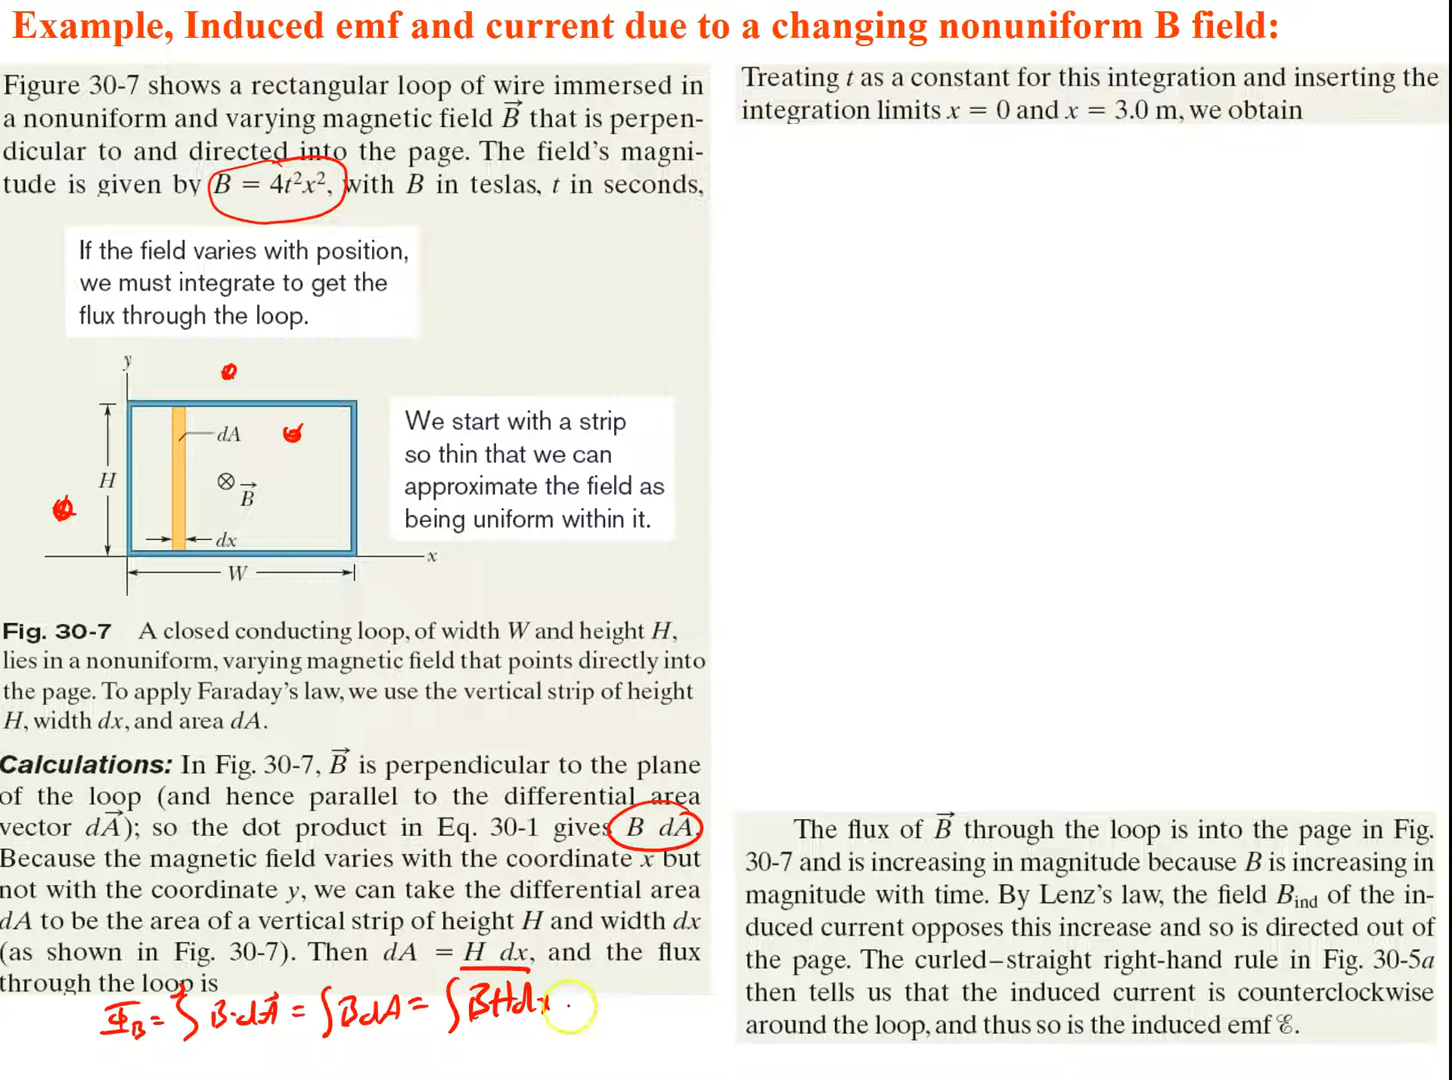 Example, Induced emf and current due to a changing nonuniform B field:
Figure 30-7 shows a rectangular loop of wire immersed in
a nonuniform and varying magnetic field B⃗ that is perpen-
dicular to and directed into the page. The field's magni-
tude is given by B = 4t²x², with B in teslas, t in seconds,
If the field varies with position,
we must integrate to get the
flux through the loop.
y
dA
H
⊗ B⃗
dx
x
W
We start with a strip
so thin that we can
approximate the field as
being uniform within it.
Fig. 30-7 A closed conducting loop, of width W and height H,
lies in a nonuniform, varying magnetic field that points directly into
the page. To apply Faraday's law, we use the vertical strip of height
H, width dx, and area dA.
Calculations: In Fig. 30-7, B⃗ is perpendicular to the plane
of the loop (and hence parallel to the differential area
vector dA⃗); so the dot product in Eq. 30-1 gives B dA.
Because the magnetic field varies with the coordinate x but
not with the coordinate y, we can take the differential area
dA to be the area of a vertical strip of height H and width dx
(as shown in Fig. 30-7). Then dA = H dx, and the flux
through the loop is
Φ_B = ∫ B⃗·dA⃗ = ∫ B dA = ∫ B H dx
Treating t as a constant for this integration and inserting the
integration limits x = 0 and x = 3.0 m, we obtain
The flux of B⃗ through the loop is into the page in Fig.
30-7 and is increasing in magnitude because B is increasing in
magnitude with time. By Lenz's law, the field B_ind of the in-
duced current opposes this increase and so is directed out of
the page. The curled–straight right-hand rule in Fig. 30-5a
then tells us that the induced current is counterclockwise
around the loop, and thus so is the induced emf ℰ.